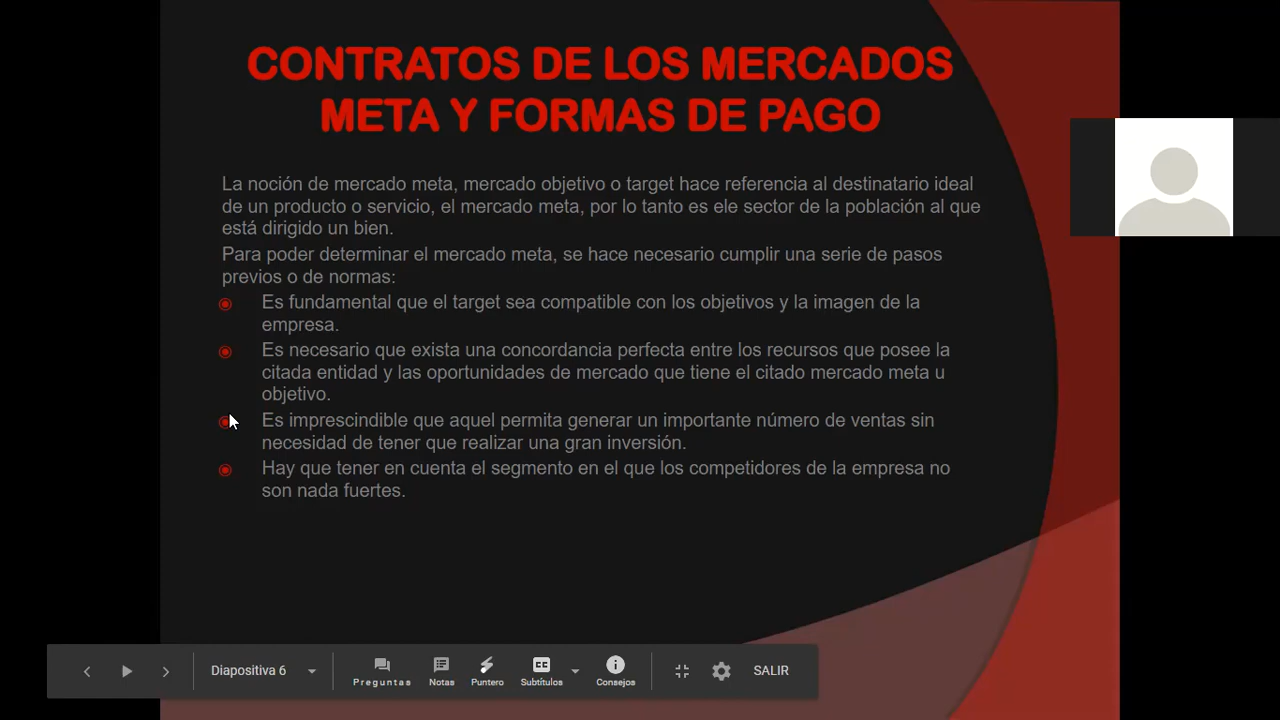 CONTRATOS DE LOS MERCADOS
META Y FORMAS DE PAGO
La noción de mercado meta, mercado objetivo o target hace referencia al destinatario ideal
de un producto o servicio, el mercado meta, por lo tanto es ele sector de la población al que
está dirigido un bien.
Para poder determinar el mercado meta, se hace necesario cumplir una serie de pasos
previos o de normas:
Es fundamental que el target sea compatible con los objetivos y la imagen de la
empresa.
Es necesario que exista una concordancia perfecta entre los recursos que posee la
citada entidad y las oportunidades de mercado que tiene el citado mercado meta u
objetivo.
Es imprescindible que aquel permita generar un importante número de ventas sin
necesidad de tener que realizar una gran inversión.
Hay que tener en cuenta el segmento en el que los competidores de la empresa no
son nada fuertes.
Diapositiva 6
Preguntas
Notas
Puntero
CC
Subtítulos
Consejos
SALIR